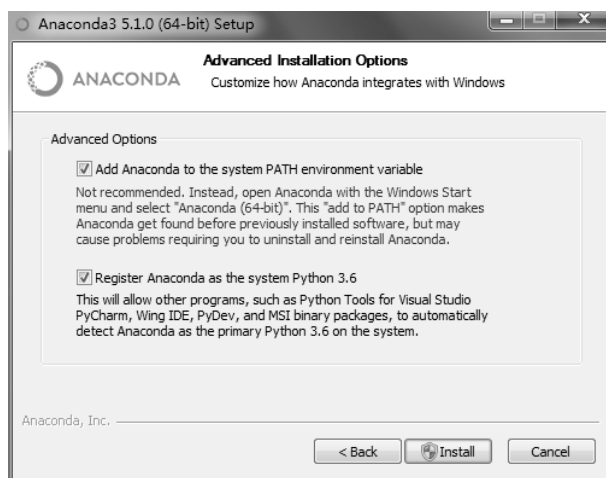 Anaconda3 5.1.0 (64-bit) Setup
ANACONDA
Advanced Installation Options
Customize how Anaconda integrates with Windows
Advanced Options
Add Anaconda to the system PATH environment variable
Not recommended. Instead, open Anaconda with the Windows Start
menu and select "Anaconda (64-bit)". This "add to PATH" option makes
Anaconda get found before previously installed software, but may
cause problems requiring you to uninstall and reinstall Anaconda.
Register Anaconda as the system Python 3.6
This will allow other programs, such as Python Tools for Visual Studio
PyCharm, Wing IDE, PyDev, and MSI binary packages, to automatically
detect Anaconda as the primary Python 3.6 on the system.
Anaconda, Inc.
< Back
Install
Cancel